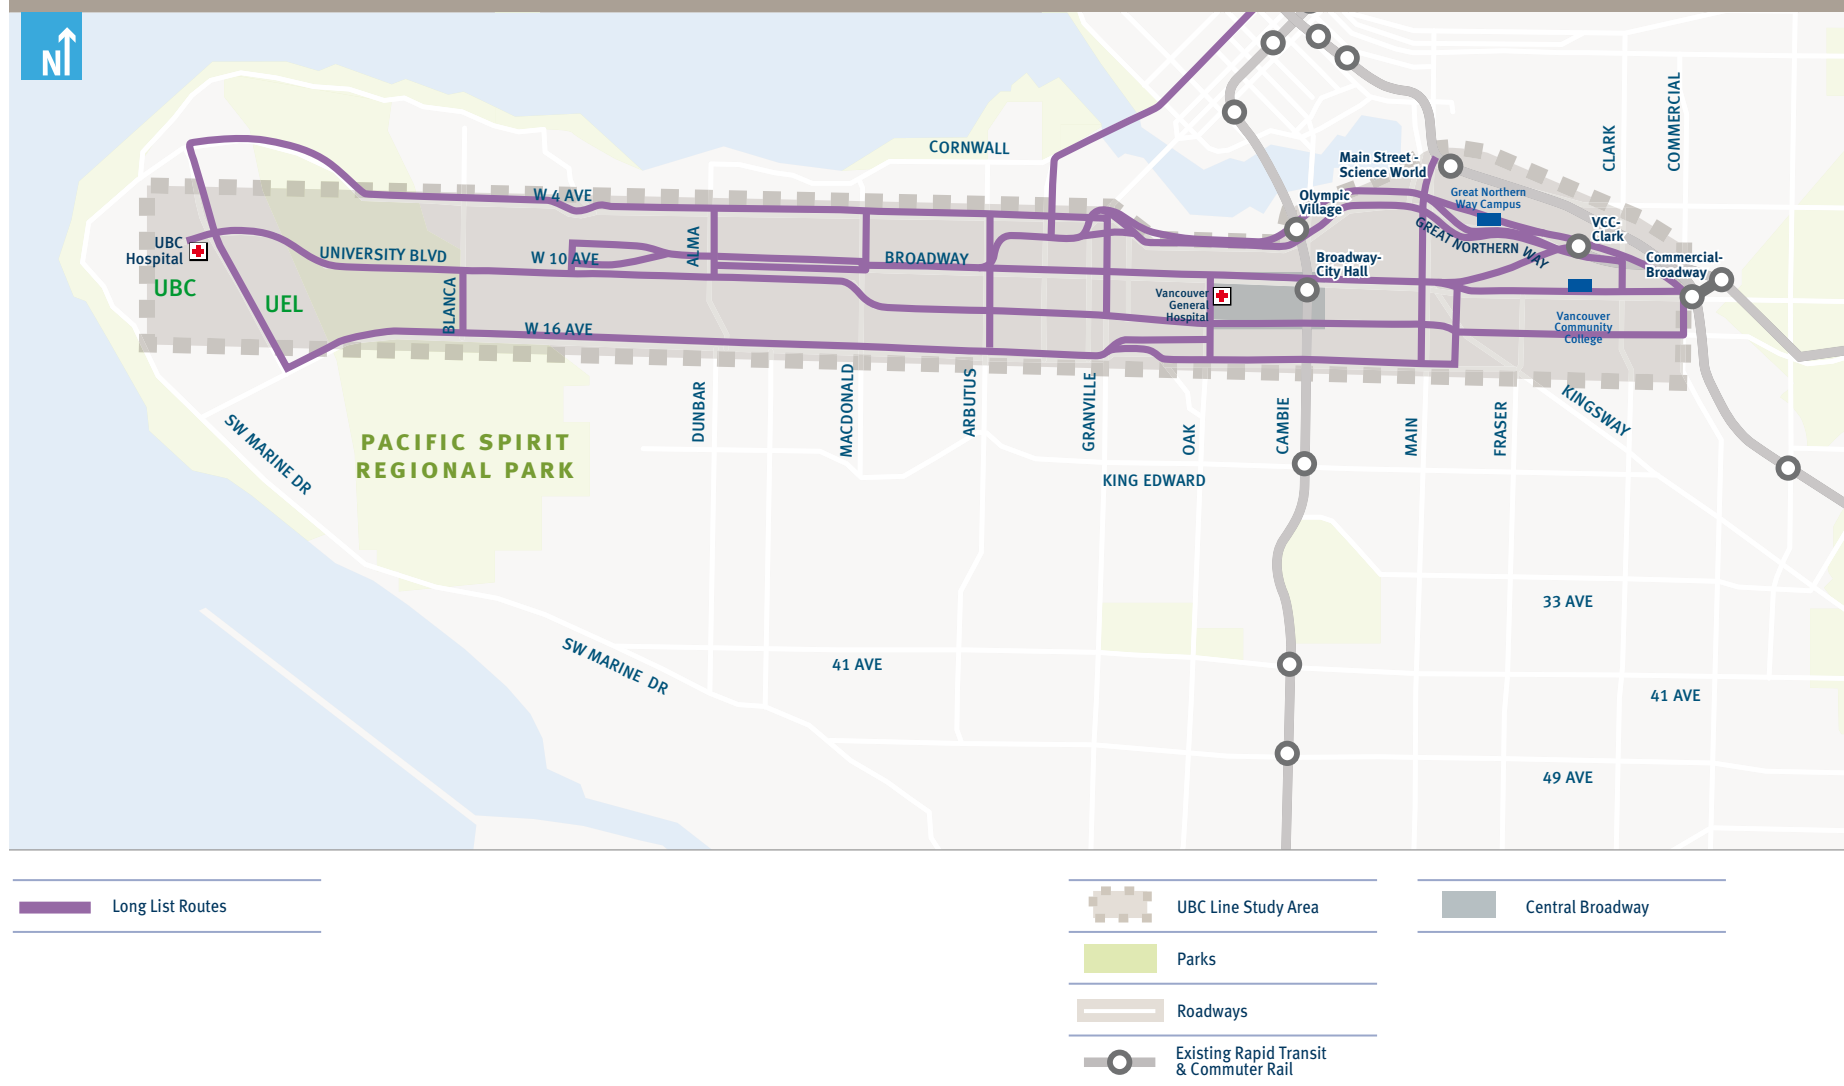 N
CORNWALL
CLARK
COMMERCIAL
Main Street -
Science World
Great Northern
Way Campus
Olympic
Village
VCC-
Clark
GREAT NORTHERN WAY
W 4 AVE
UBC
Hospital
UNIVERSITY BLVD
W 10 AVE
ALMA
BROADWAY
Broadway-
City Hall
Commercial-
Broadway
UBC
UEL
BLANCA
Vancouver
General
Hospital
W 16 AVE
Vancouver
Community
College
DUNBAR
MACDONALD
ARBUTUS
GRANVILLE
OAK
CAMBIE
MAIN
FRASER
KINGSWAY
SW MARINE DR
PACIFIC SPIRIT
REGIONAL PARK
KING EDWARD
33 AVE
SW MARINE DR
41 AVE
41 AVE
49 AVE
Long List Routes
UBC Line Study Area
Central Broadway
Parks
Roadways
Existing Rapid Transit
& Commuter Rail